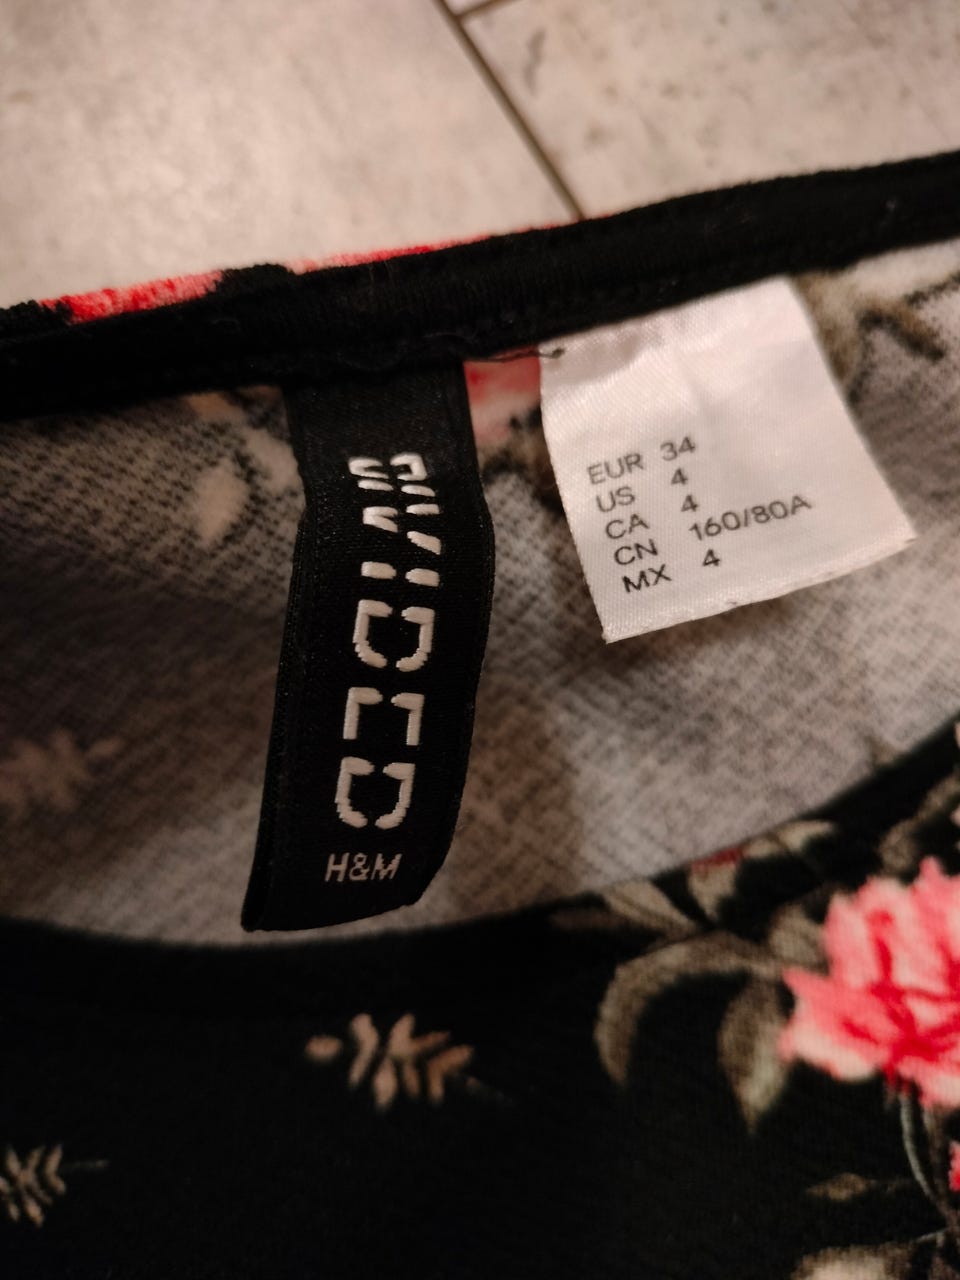 DIVIDED
H&M
EUR 34
US 4
CA 4
CN 160/80A
MX 4